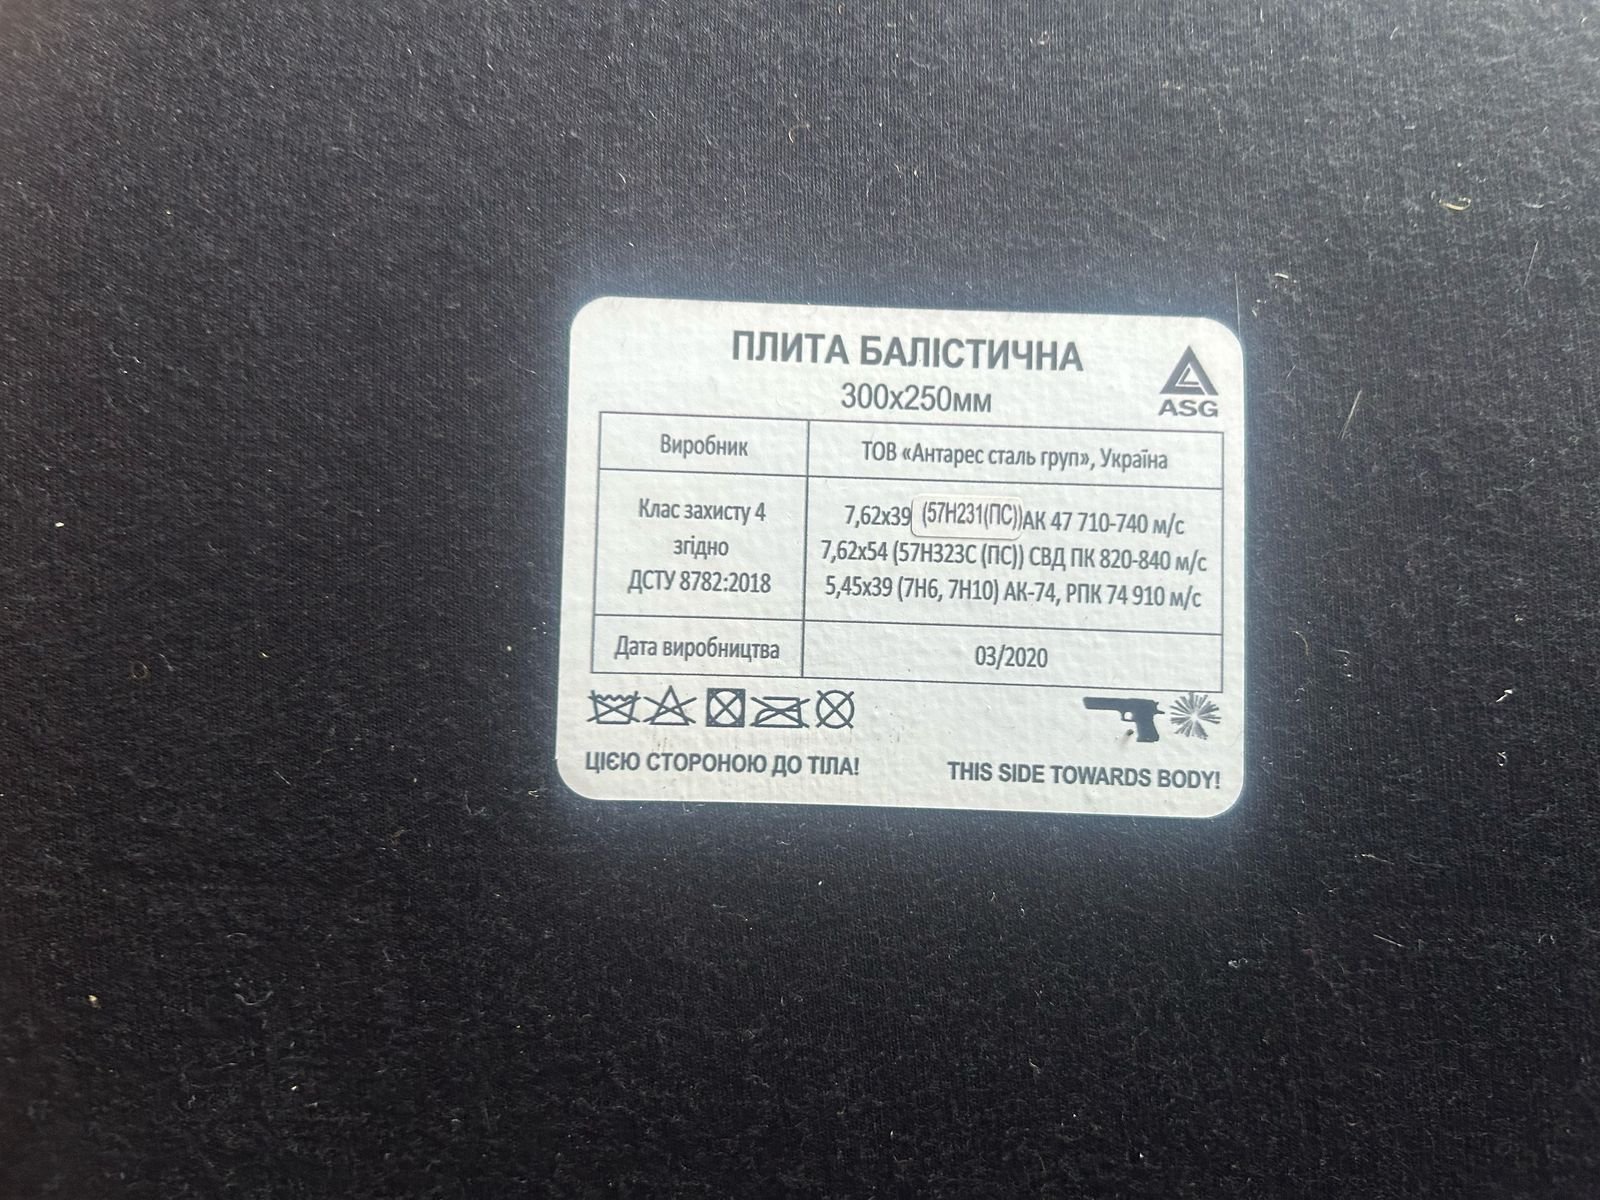 ПЛИТА БАЛІСТИЧНА
300х250мм
ASG
Виробник
ТОВ «Антарес сталь груп», Україна
Клас захисту 4
згідно
ДСТУ 8782:2018
7,62х39 (57Н231(ПС))АК 47 710-740 м/с
7,62х54 (57Н323С (ПС)) СВД ПК 820-840 м/с
5,45х39 (7Н6, 7Н10) АК-74, РПК 74 910 м/с
Дата виробництва
03/2020
ЦІЄЮ СТОРОНОЮ ДО ТІЛА!
THIS SIDE TOWARDS BODY!